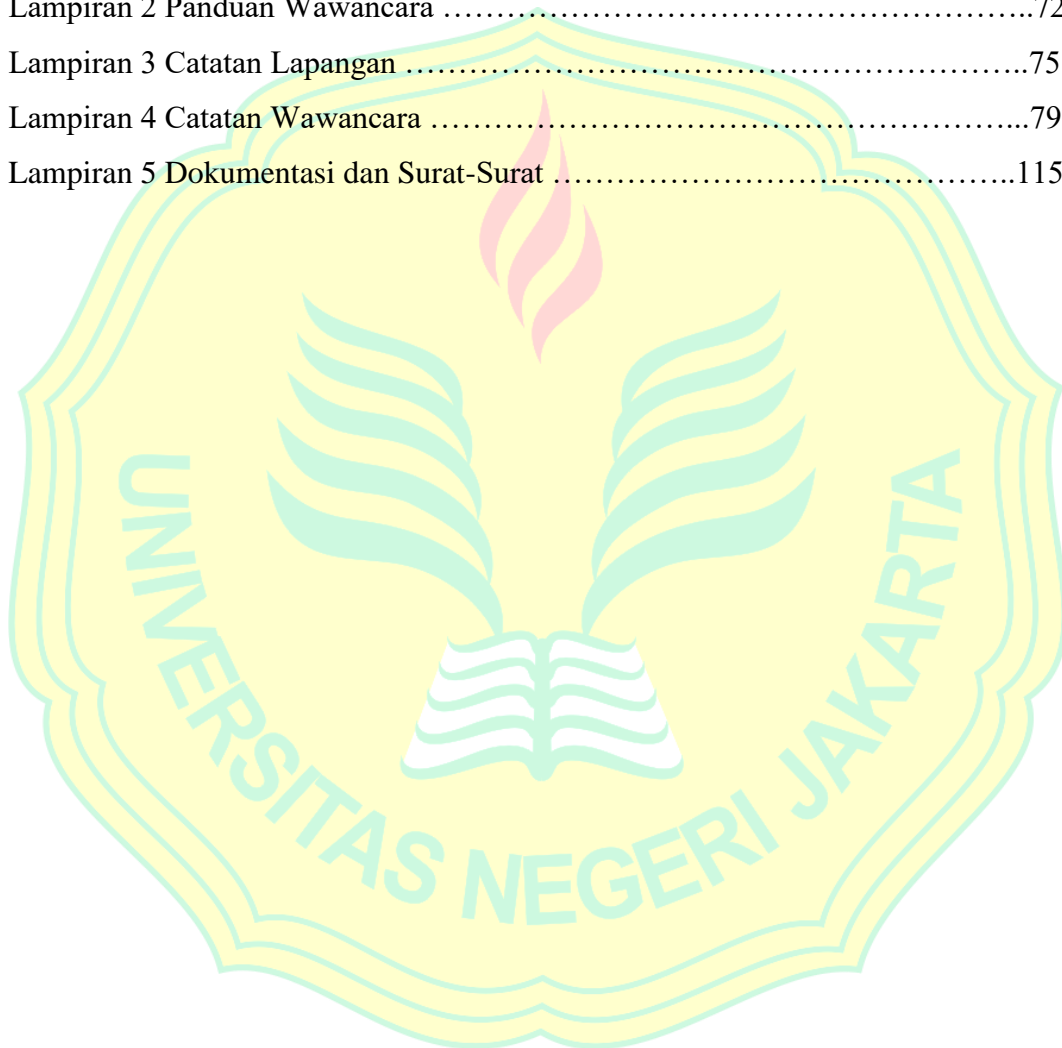 Lampiran 2 Panduan Wawancara ……………………………………………………..72
Lampiran 3 Catatan Lapangan ………………………………………………………..75
Lampiran 4 Catatan Wawancara ……………………………………………………...79
Lampiran 5 Dokumentasi dan Surat-Surat ………………………………………..115
UNIVERSITAS NEGERI JAKARTA